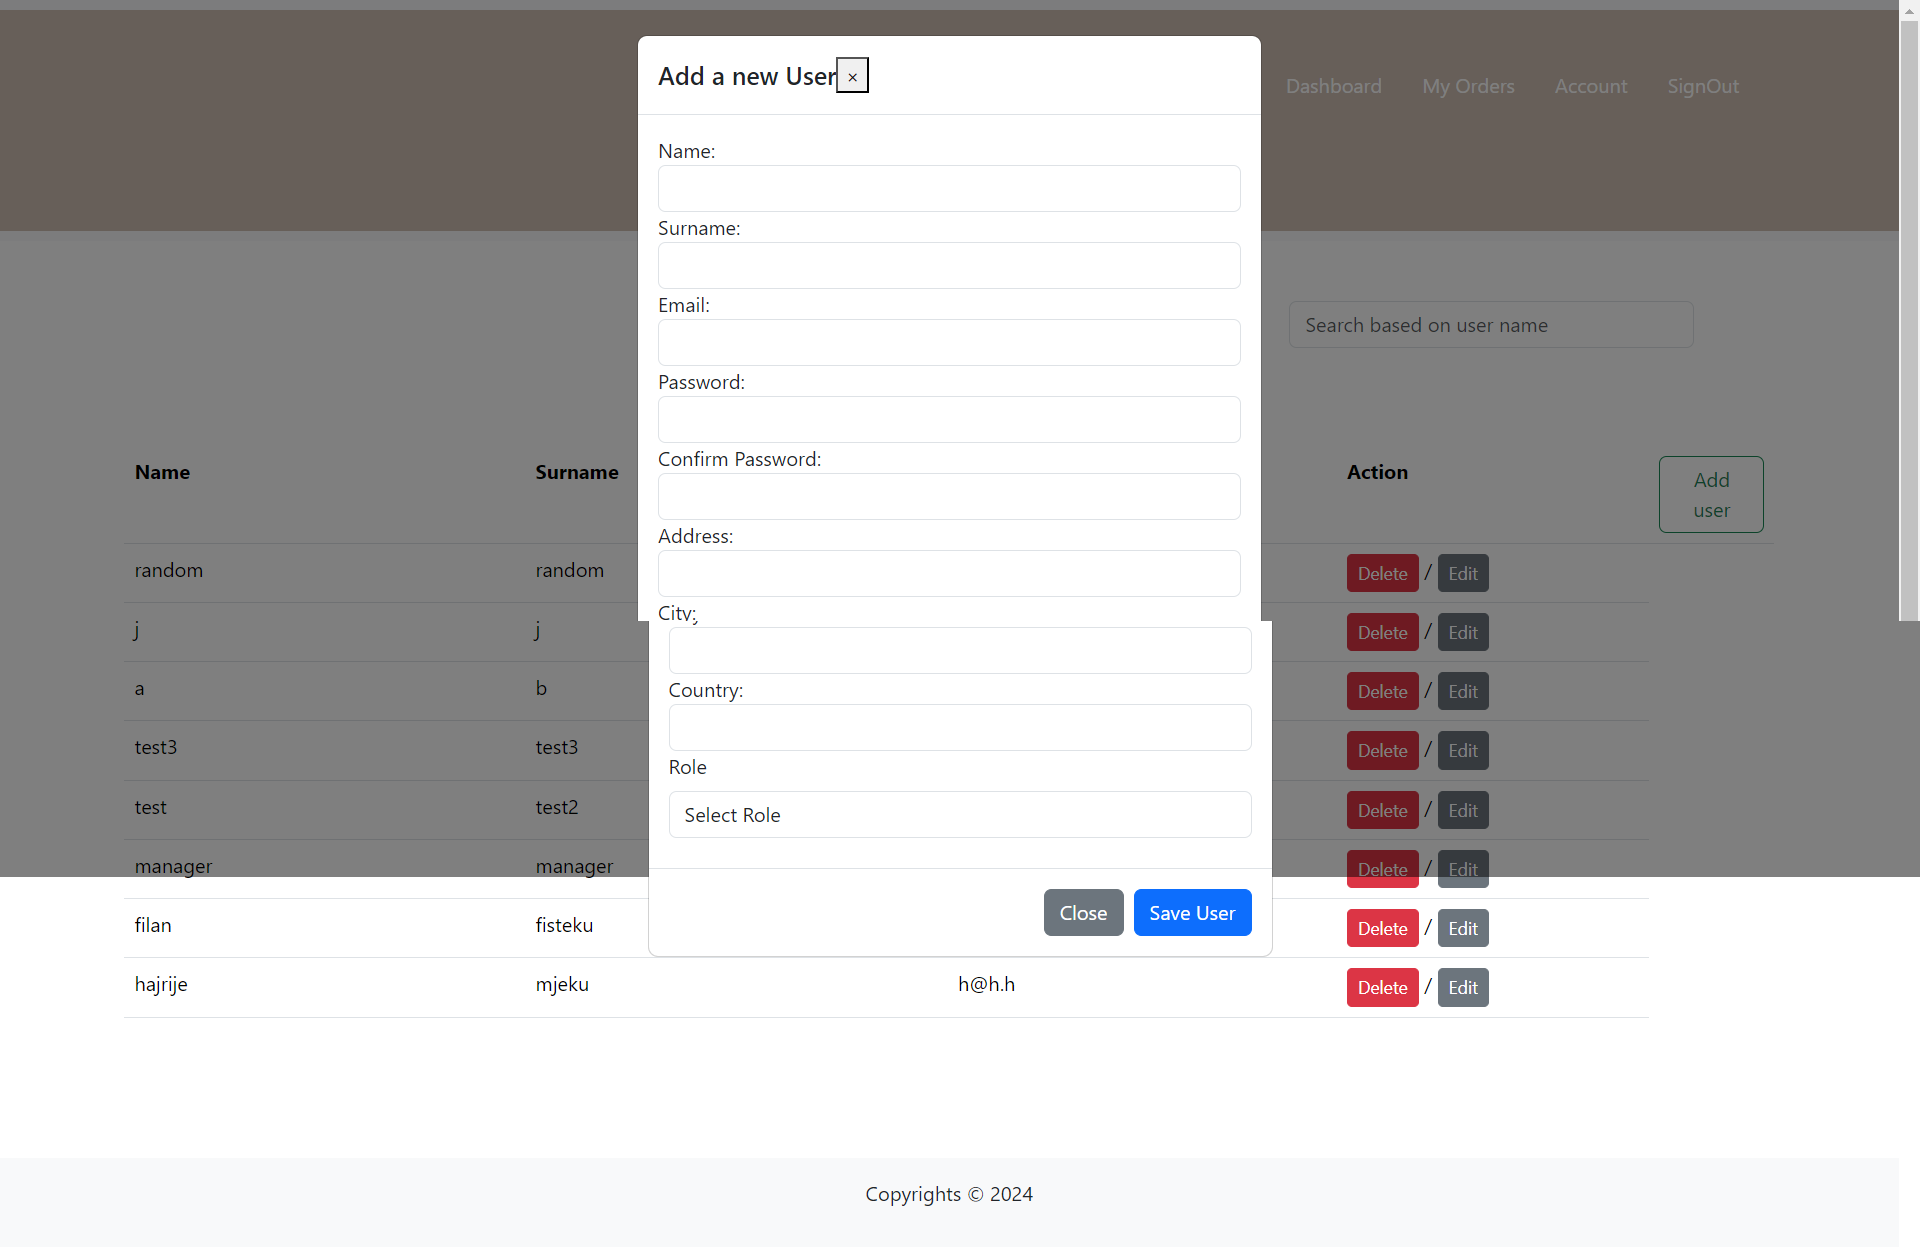 Add a new User ×
Dashboard My Orders Account SignOut
Name:
Surname:
Email:
Search based on user name
Password:
Confirm Password:
Name Surname Action Add user
Address:
random random Delete / Edit
City:
j j Delete / Edit
Country:
a b Delete / Edit
test3 test3 Delete / Edit
Role
Select Role
test test2 Delete / Edit
manager manager Delete / Edit
Close Save User
filan fisteku Delete / Edit
hajrije mjeku h@h.h Delete / Edit
Copyrights © 2024